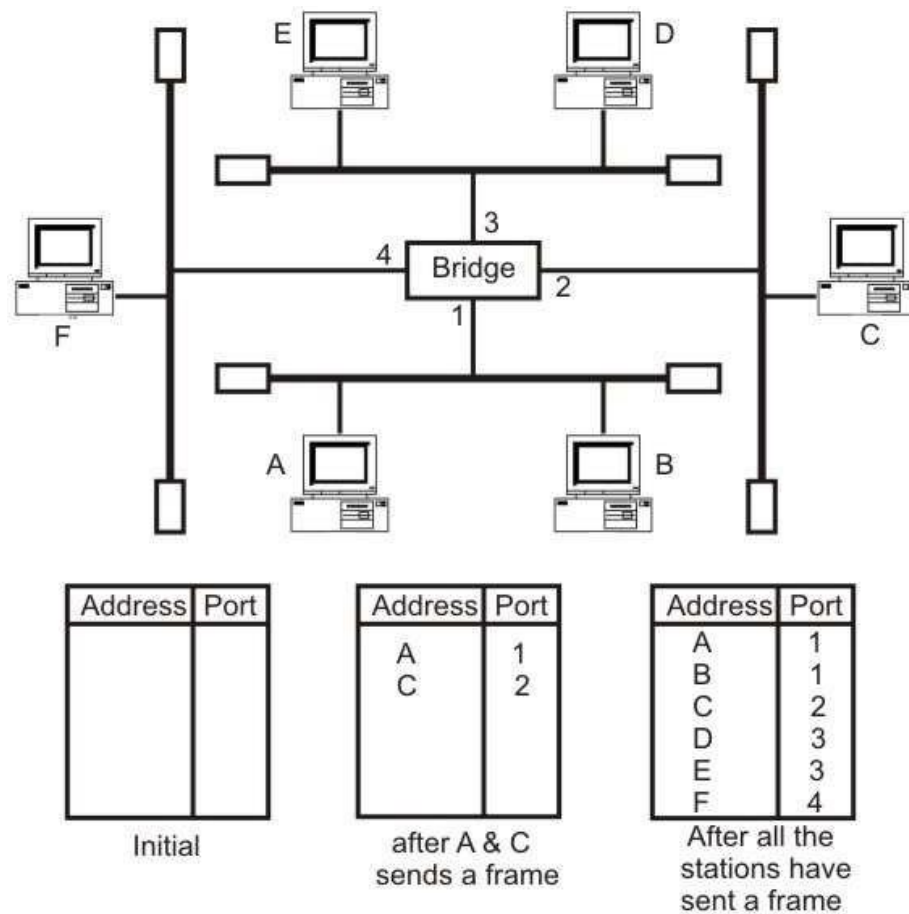 E
D
3
4
Bridge
2
1
F
C
A
B
Address Port
Address Port
A 1
C 2
Address Port
A 1
B 1
C 2
D 3
E 3
F 4
Initial
after A & C
sends a frame
After all the
stations have
sent a frame